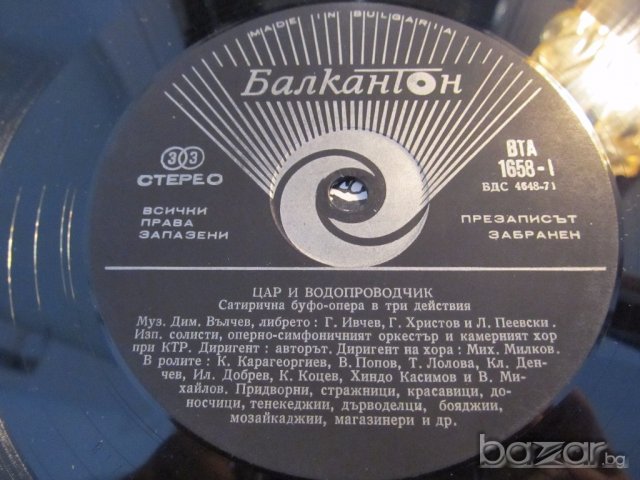 MADE IN BULGARIA
Балкантон
33
СТЕРЕО
ВТА
1658-I
БДС 4648-71
ВСИЧКИ
ПРАВА
ЗАПАЗЕНИ
ПРЕЗАПИСЪТ
ЗАБРАНЕН
ЦАР И ВОДОПРОВОДЧИК
Сатирична буфо-опера в три действия
Муз. Дим. Вълчев, либрето: Г. Ивчев, Г. Христов и Л. Пеевски.
Изп. солисти, оперно-симфоничният оркестър и камерният хор
при КТР. Диригент: авторът. Диригент на хора: Мих. Милков.
В ролите: К. Карагеоргиев, В. Попов, Т. Лолова, Кл. Ден-
чев, Ил. Добрев, К. Коцев, Хиндо Касимов и В. Ми-
хайлов. Придворни, стражници, красавици, до-
носчици, тенекеджии, дърводелци, бояджии,
мозайкаджии, магазинери и др.
bazar.bg